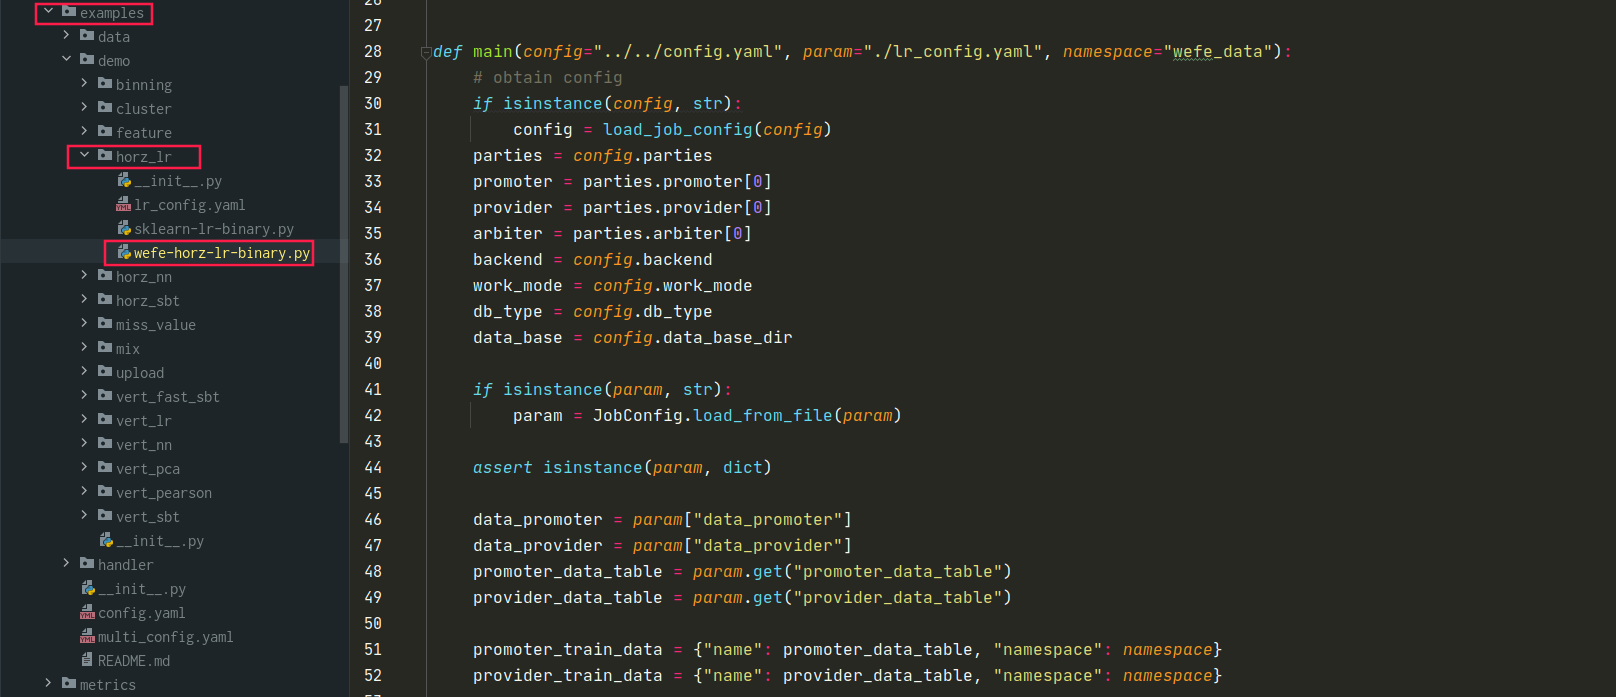 examples
data
demo
binning
cluster
feature
horz_lr
__init__.py
lr_config.yaml
sklearn-lr-binary.py
wefe-horz-lr-binary.py
horz_nn
horz_sbt
miss_value
mix
upload
vert_fast_sbt
vert_lr
vert_nn
vert_pca
vert_pearson
vert_sbt
__init__.py
handler
__init__.py
config.yaml
multi_config.yaml
README.md
metrics
26
27
28 def main(config="../../config.yaml", param="./lr_config.yaml", namespace="wefe_data"):
29 # obtain config
30 if isinstance(config, str):
31 config = load_job_config(config)
32 parties = config.parties
33 promoter = parties.promoter[0]
34 provider = parties.provider[0]
35 arbiter = parties.arbiter[0]
36 backend = config.backend
37 work_mode = config.work_mode
38 db_type = config.db_type
39 data_base = config.data_base_dir
40
41 if isinstance(param, str):
42 param = JobConfig.load_from_file(param)
43
44 assert isinstance(param, dict)
45
46 data_promoter = param["data_promoter"]
47 data_provider = param["data_provider"]
48 promoter_data_table = param.get("promoter_data_table")
49 provider_data_table = param.get("provider_data_table")
50
51 promoter_train_data = {"name": promoter_data_table, "namespace": namespace}
52 provider_train_data = {"name": provider_data_table, "namespace": namespace}